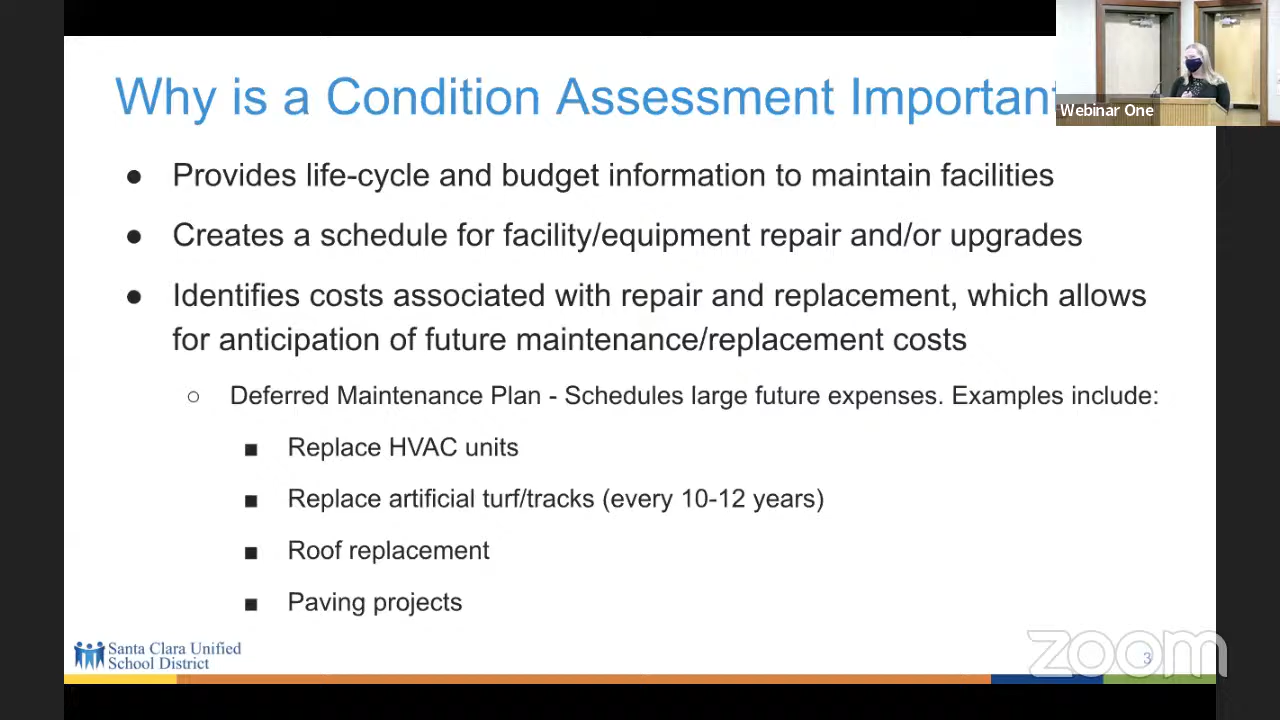 Why is a Condition Assessment Important
Webinar One
● Provides life-cycle and budget information to maintain facilities
● Creates a schedule for facility/equipment repair and/or upgrades
● Identifies costs associated with repair and replacement, which allows
for anticipation of future maintenance/replacement costs
○ Deferred Maintenance Plan - Schedules large future expenses. Examples include:
■ Replace HVAC units
■ Replace artificial turf/tracks (every 10-12 years)
■ Roof replacement
■ Paving projects
Santa Clara Unified
School District
zoom
3